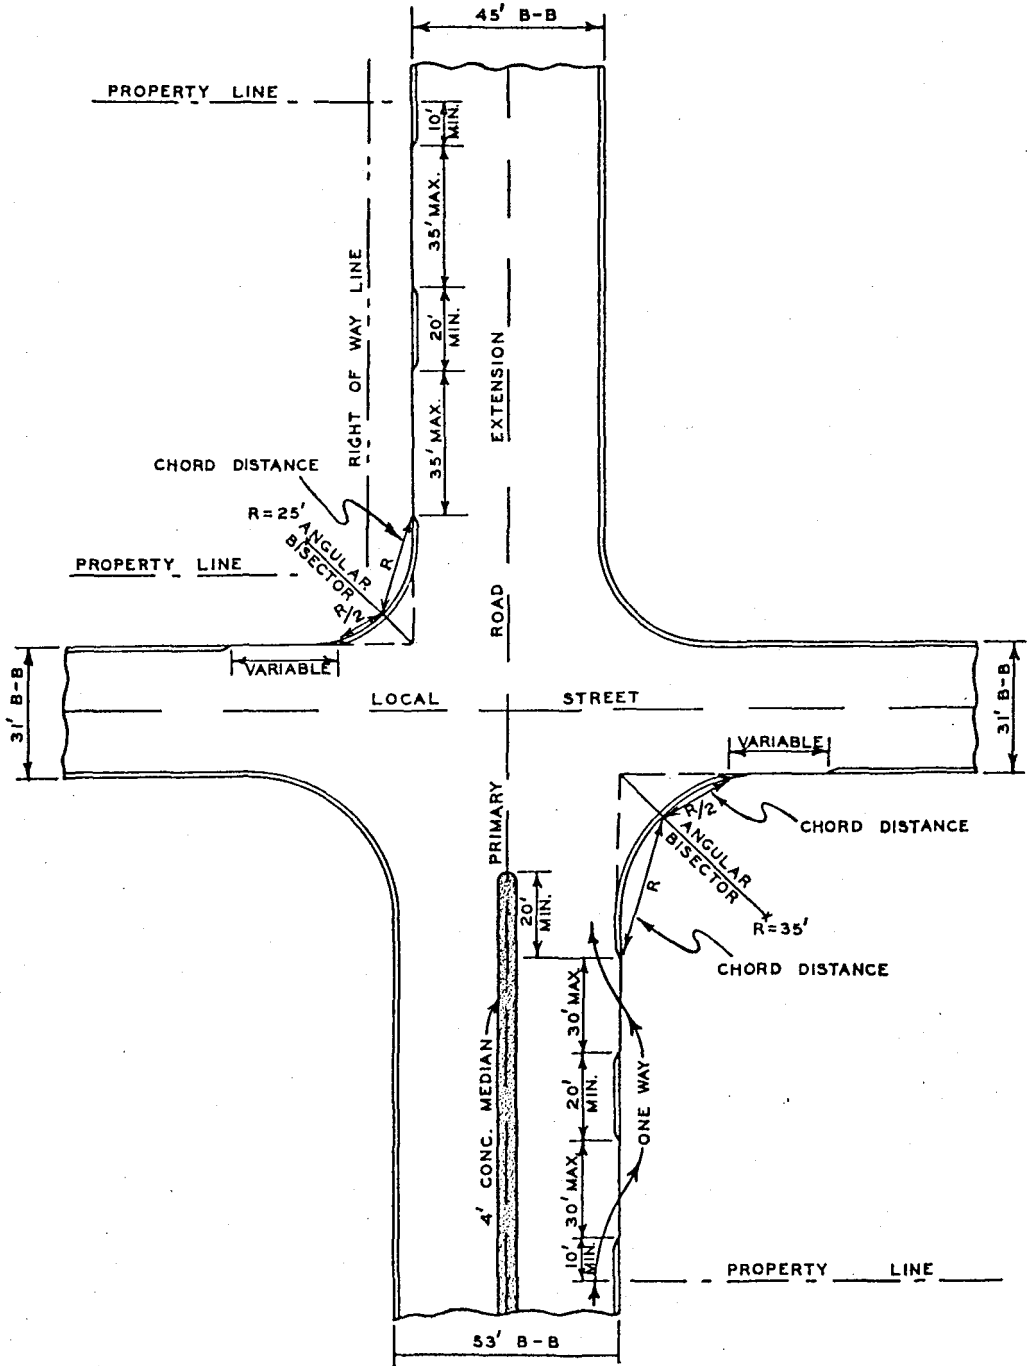 45' B-B
PROPERTY LINE
10' MIN.
35' MAX.
RIGHT OF WAY LINE
20' MIN.
EXTENSION
35' MAX.
CHORD DISTANCE
R=25'
ANGULAR BISECTOR
R
PROPERTY LINE
R/2
ROAD
VARIABLE
31' B-B
LOCAL STREET
31' B-B
VARIABLE
R/2
CHORD DISTANCE
ANGULAR BISECTOR
PRIMARY
R
20' MIN.
R=35'
CHORD DISTANCE
30' MAX.
4' CONC. MEDIAN
20' MIN.
ONE WAY
30' MAX.
10' MIN.
PROPERTY LINE
53' B-B